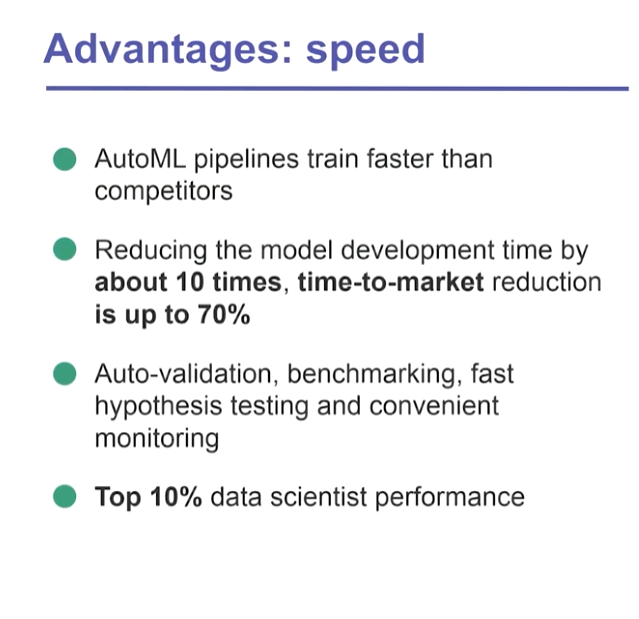 Advantages: speed
AutoML pipelines train faster than
competitors
Reducing the model development time by
about 10 times, time-to-market reduction
is up to 70%
Auto-validation, benchmarking, fast
hypothesis testing and convenient
monitoring
Top 10% data scientist performance